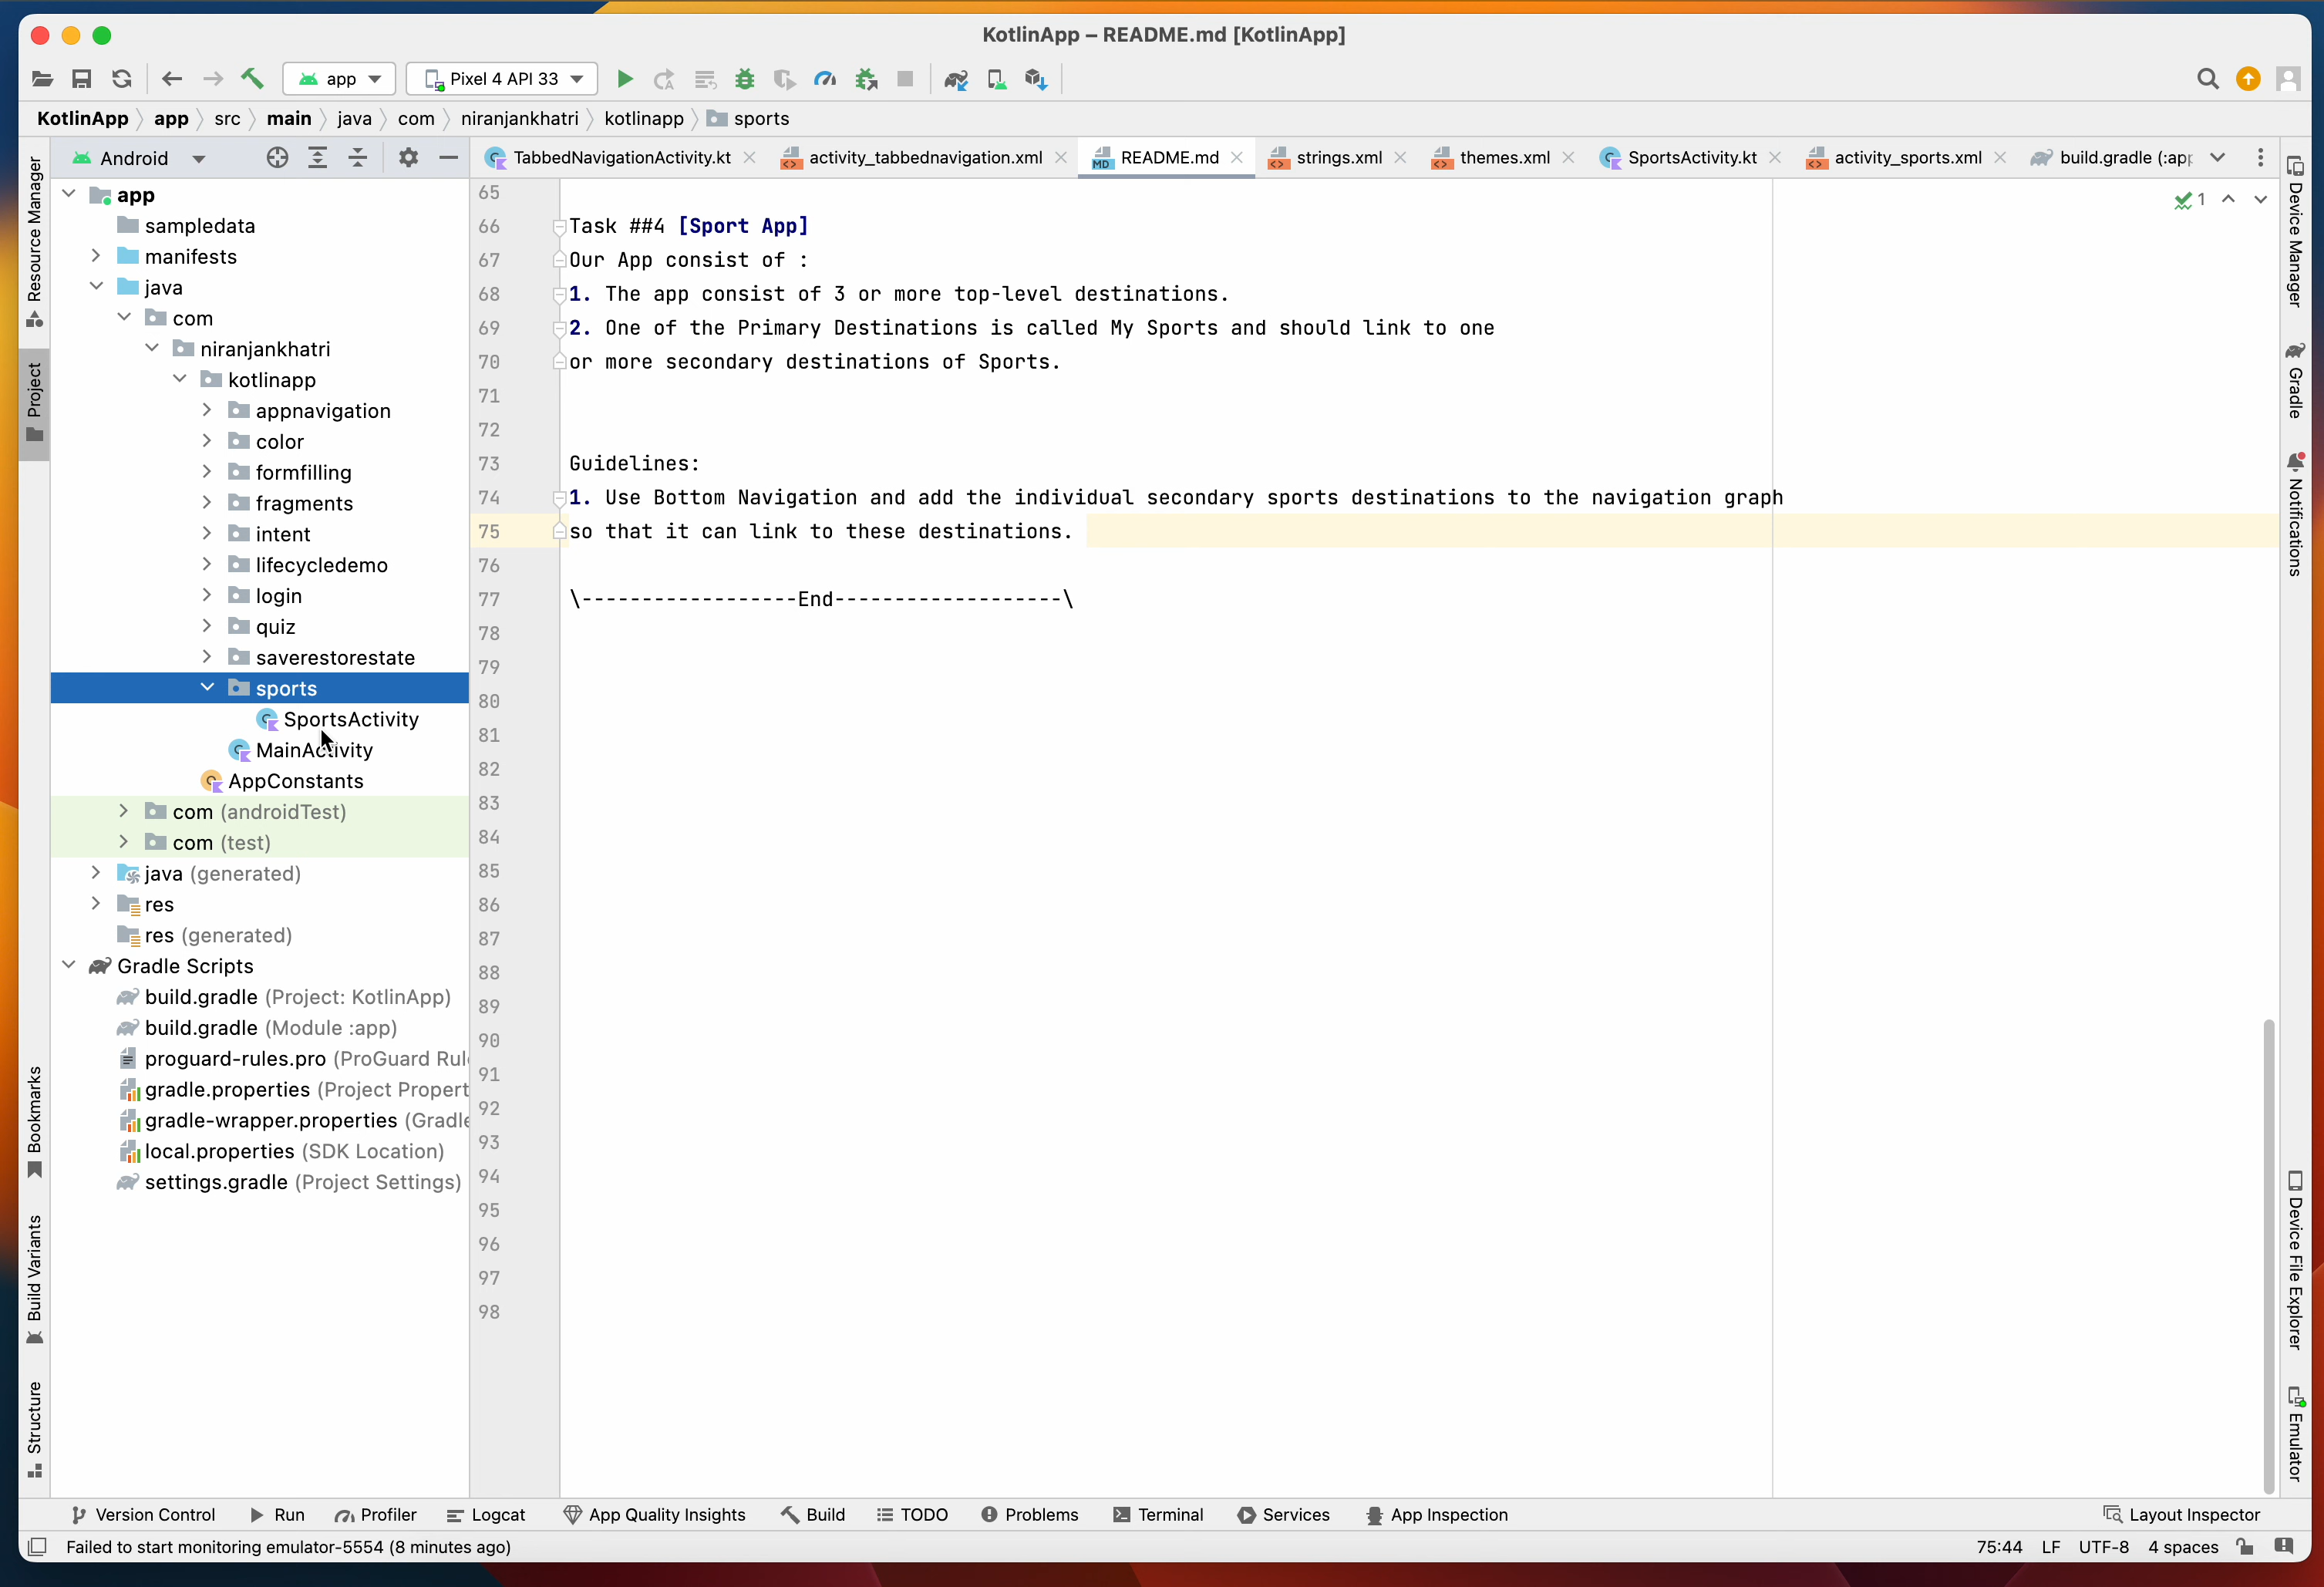 KotlinApp – README.md [KotlinApp]
app
Pixel 4 API 33
KotlinApp app src main java com niranjankhatri kotlinapp sports
Android
TabbedNavigationActivity.kt
activity_tabbednavigation.xml
README.md
strings.xml
themes.xml
SportsActivity.kt
activity_sports.xml
build.gradle (:app
Resource Manager
Project
Bookmarks
Build Variants
Structure
app
sampledata
manifests
java
com
niranjankhatri
kotlinapp
appnavigation
color
formfilling
fragments
intent
lifecycledemo
login
quiz
saverestorestate
sports
SportsActivity
MainActivity
AppConstants
com (androidTest)
com (test)
java (generated)
res
res (generated)
Gradle Scripts
build.gradle (Project: KotlinApp)
build.gradle (Module :app)
proguard-rules.pro (ProGuard Rul
gradle.properties (Project Propert
gradle-wrapper.properties (Gradle
local.properties (SDK Location)
settings.gradle (Project Settings)
65
66 Task ##4 [Sport App]
67 Our App consist of :
68 1. The app consist of 3 or more top-level destinations.
69 2. One of the Primary Destinations is called My Sports and should link to one
70 or more secondary destinations of Sports.
71
72
73 Guidelines:
74 1. Use Bottom Navigation and add the individual secondary sports destinations to the navigation graph
75 so that it can link to these destinations.
76
77 \------------------End-------------------\
78
79
80
81
82
83
84
85
86
87
88
89
90
91
92
93
94
95
96
97
98
1
Device Manager
Gradle
Notifications
Device File Explorer
Emulator
Version Control
Run
Profiler
Logcat
App Quality Insights
Build
TODO
Problems
Terminal
Services
App Inspection
Layout Inspector
Failed to start monitoring emulator-5554 (8 minutes ago)
75:44 LF UTF-8 4 spaces